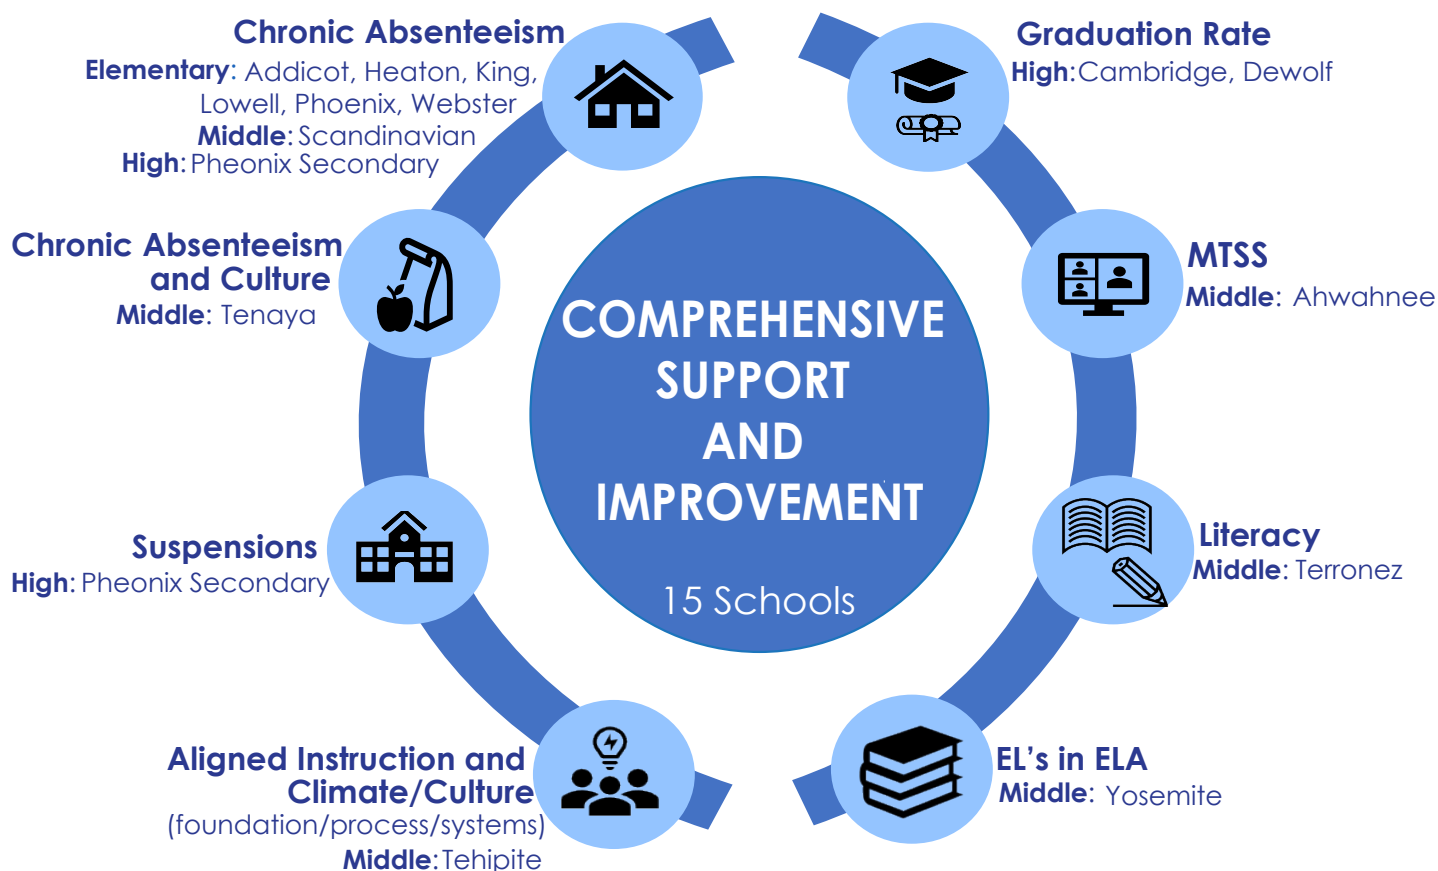 Chronic Absenteeism
Elementary: Addicot, Heaton, King,
Lowell, Phoenix, Webster
Middle: Scandinavian
High: Pheonix Secondary
Chronic Absenteeism
and Culture
Middle: Tenaya
Suspensions
High: Pheonix Secondary
Aligned Instruction and
Climate/Culture
(foundation/process/systems)
Middle: Tehipite
COMPREHENSIVE
SUPPORT
AND
IMPROVEMENT
15 Schools
Graduation Rate
High: Cambridge, Dewolf
MTSS
Middle: Ahwahnee
Literacy
Middle: Terronez
EL's in ELA
Middle: Yosemite